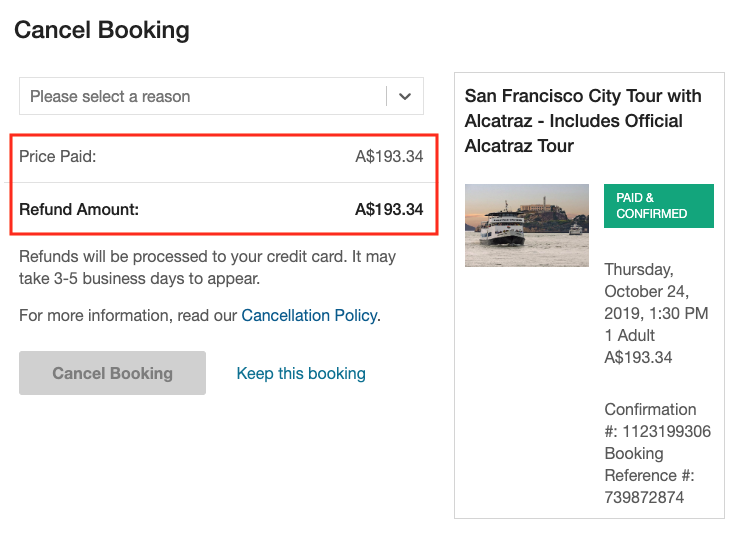 Cancel Booking
Please select a reason
Price Paid: A$193.34
Refund Amount: A$193.34
Refunds will be processed to your credit card. It may
take 3-5 business days to appear.
For more information, read our Cancellation Policy.
Cancel Booking Keep this booking
San Francisco City Tour with
Alcatraz - Includes Official
Alcatraz Tour
PAID &
CONFIRMED
Thursday,
October 24,
2019, 1:30 PM
1 Adult
A$193.34
Confirmation
#: 1123199306
Booking
Reference #:
739872874